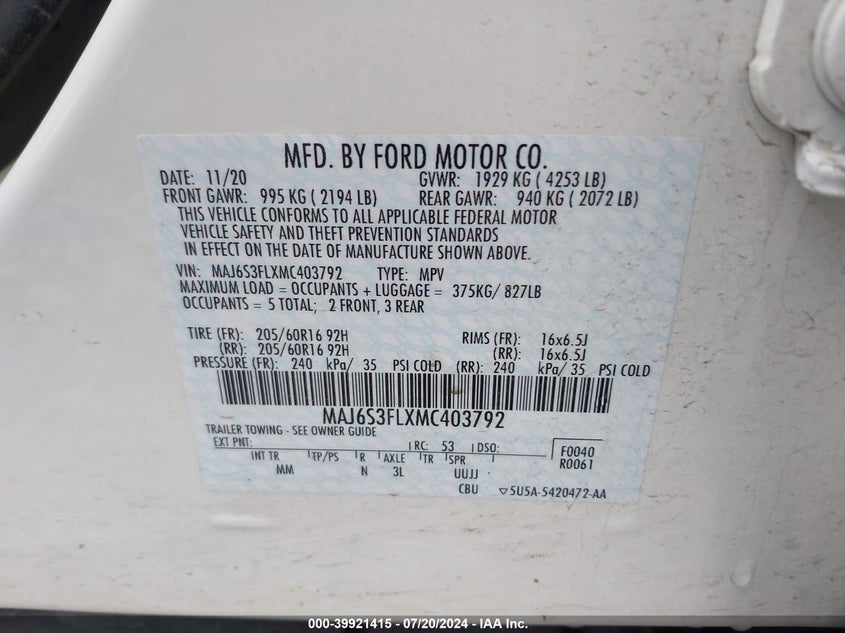 MFD. BY FORD MOTOR CO.
DATE: 11/20 GVWR: 1929 KG ( 4253 LB)
FRONT GAWR: 995 KG ( 2194 LB) REAR GAWR: 940 KG ( 2072 LB)
THIS VEHICLE CONFORMS TO ALL APPLICABLE FEDERAL MOTOR
VEHICLE SAFETY AND THEFT PREVENTION STANDARDS
IN EFFECT ON THE DATE OF MANUFACTURE SHOWN ABOVE.
VIN: MAJ6S3FLXMC403792 TYPE: MPV
MAXIMUM LOAD = OCCUPANTS + LUGGAGE = 375KG/ 827LB
OCCUPANTS = 5 TOTAL; 2 FRONT, 3 REAR
TIRE (FR): 205/60R16 92H RIMS (FR): 16x6.5J
(RR): 205/60R16 92H (RR): 16x6.5J
PRESSURE (FR): 240 kPa/ 35 PSI COLD (RR): 240 kPa/ 35 PSI COLD
MAJ6S3FLXMC403792
TRAILER TOWING - SEE OWNER GUIDE
EXT PNT: RC: 53 DSO: F0040
INT TR TP/PS R AXLE TR SPR R0061
MM N 3L UUJJ
CBU ▽5U5A-5420472-AA
000-39921415 - 07/20/2024 - IAA Inc.